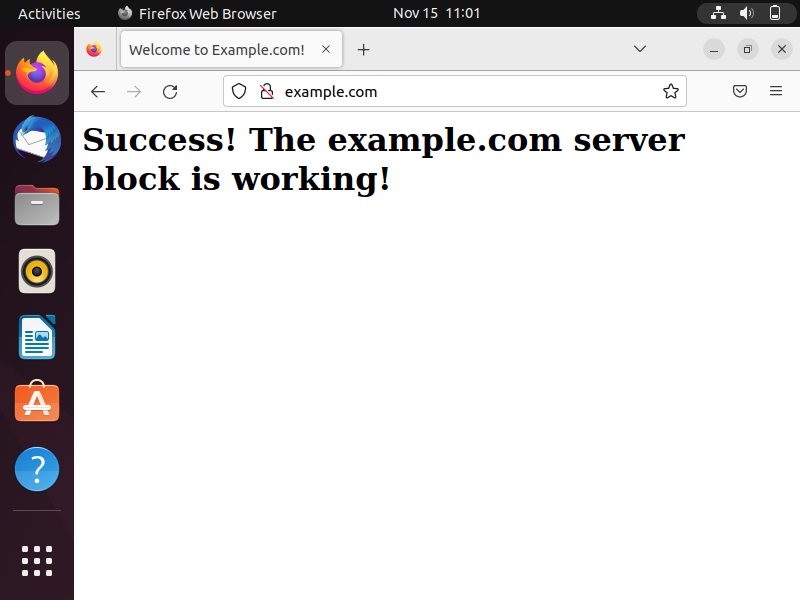 Activities Firefox Web Browser Nov 15 11:01
Welcome to Example.com!
example.com
Success! The example.com server
block is working!